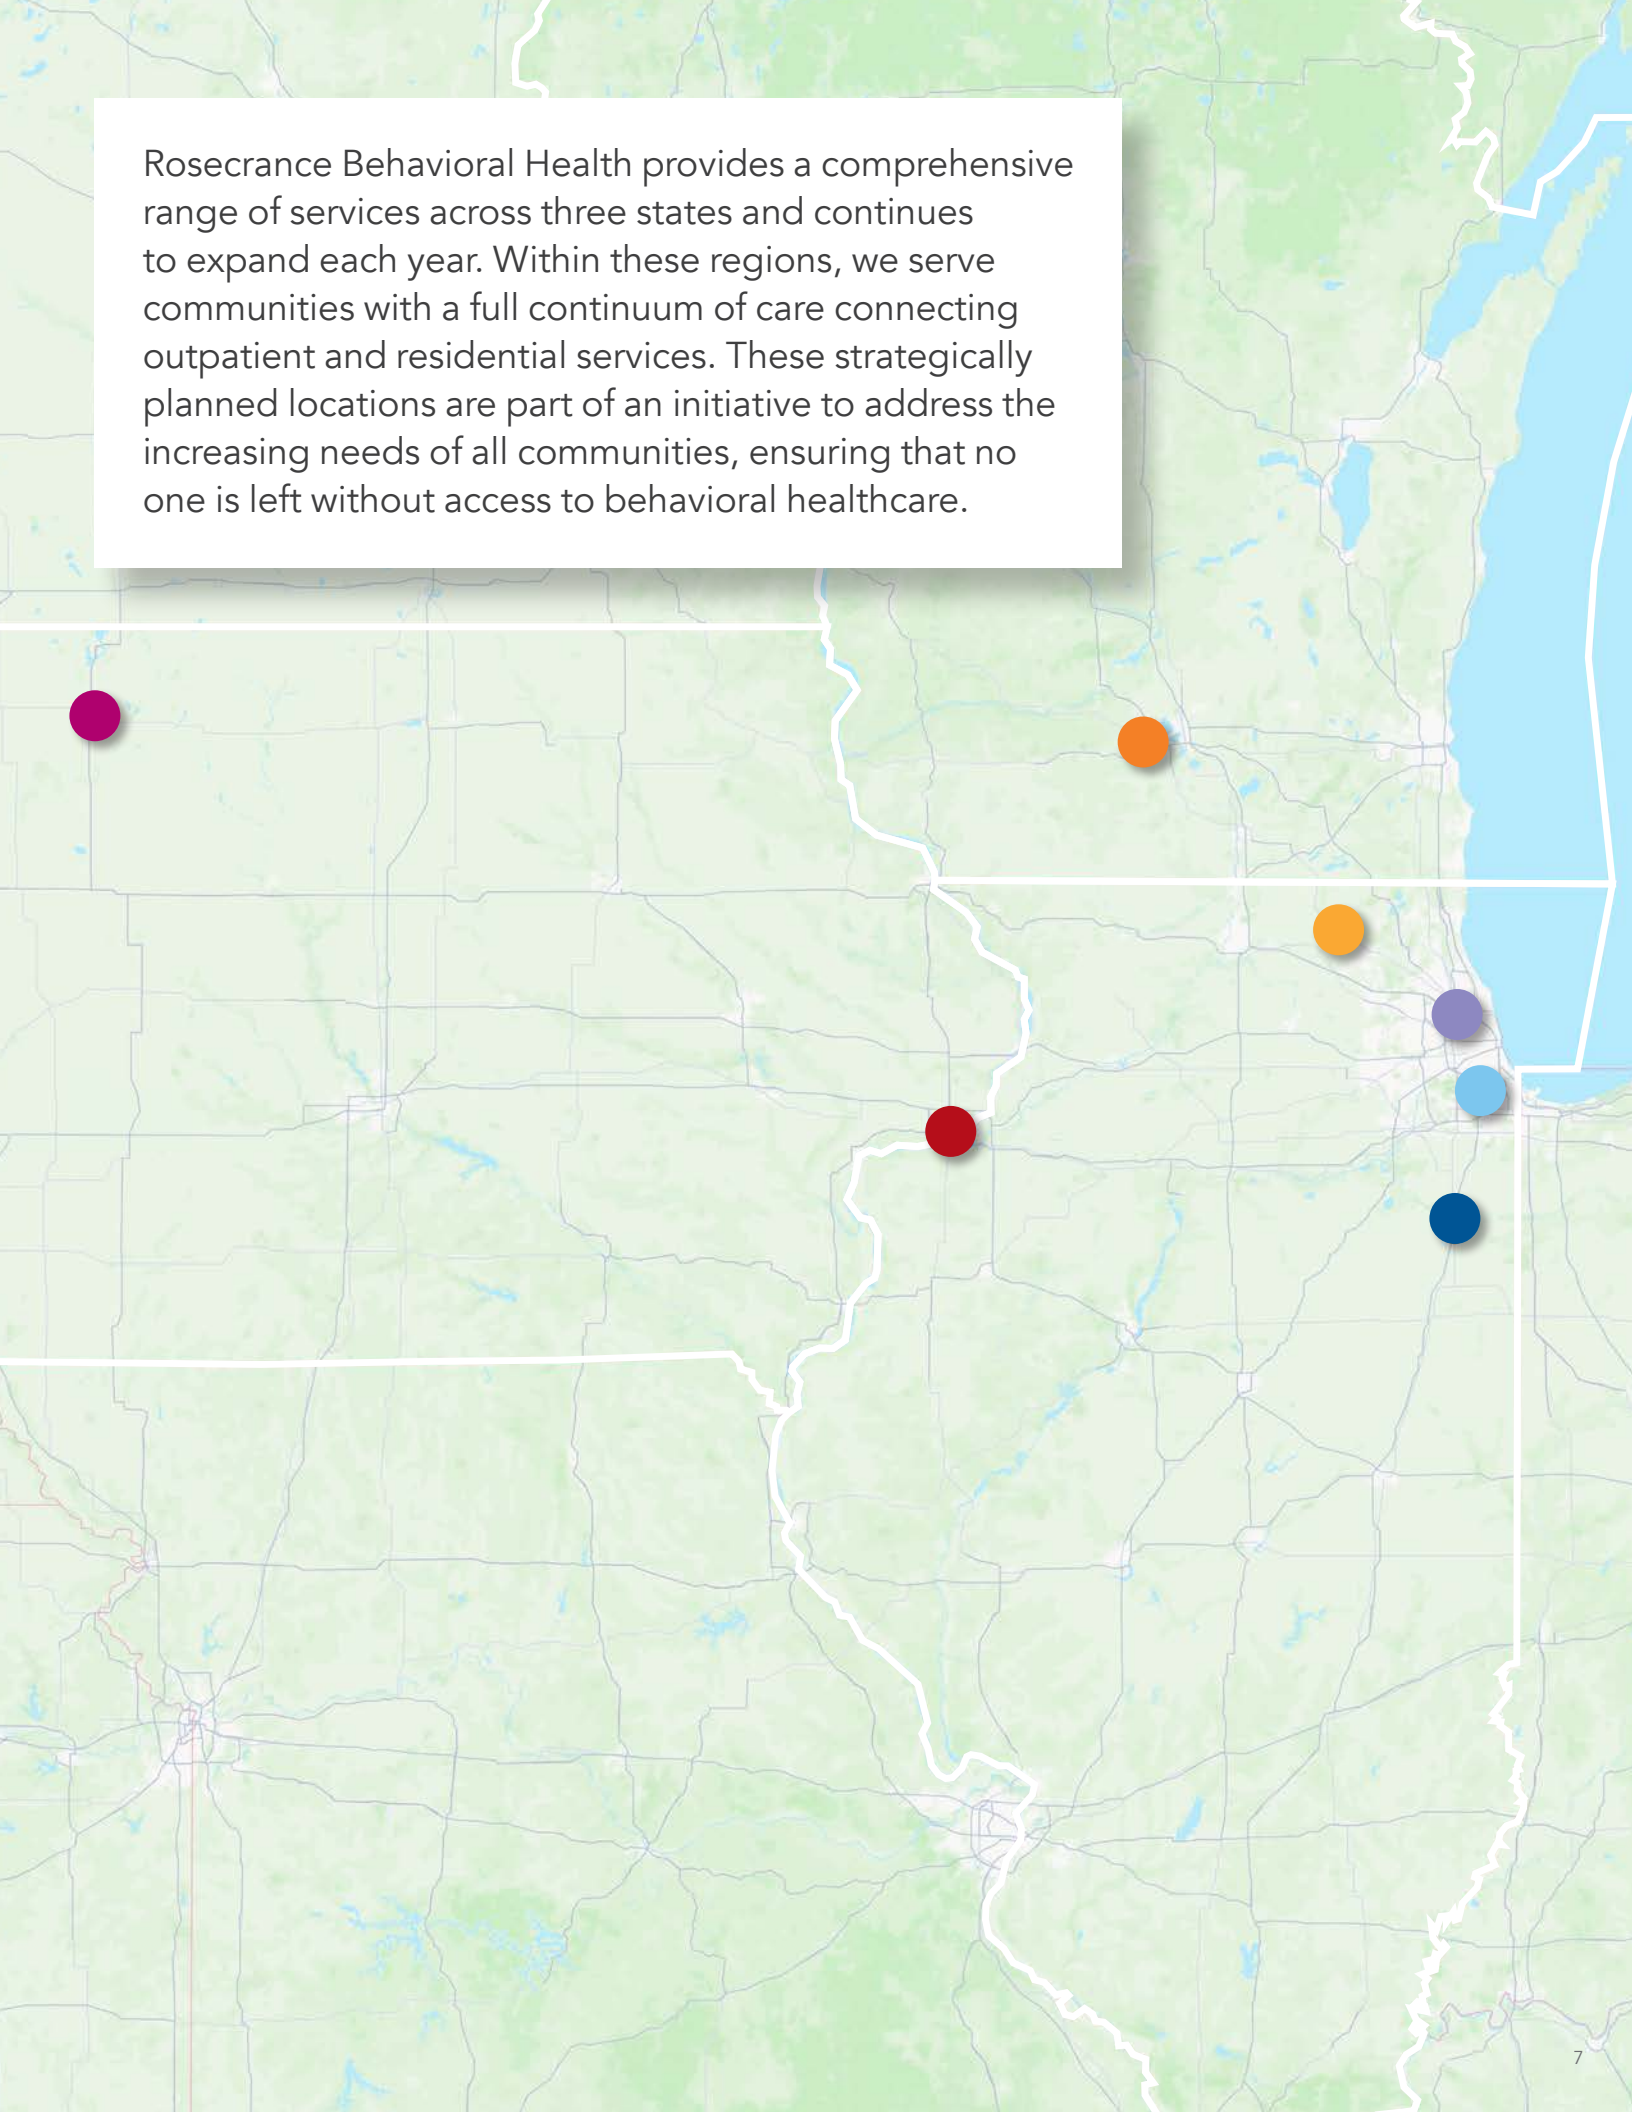 Rosecrance Behavioral Health provides a comprehensive
range of services across three states and continues
to expand each year. Within these regions, we serve
communities with a full continuum of care connecting
outpatient and residential services. These strategically
planned locations are part of an initiative to address the
increasing needs of all communities, ensuring that no
one is left without access to behavioral healthcare.
7